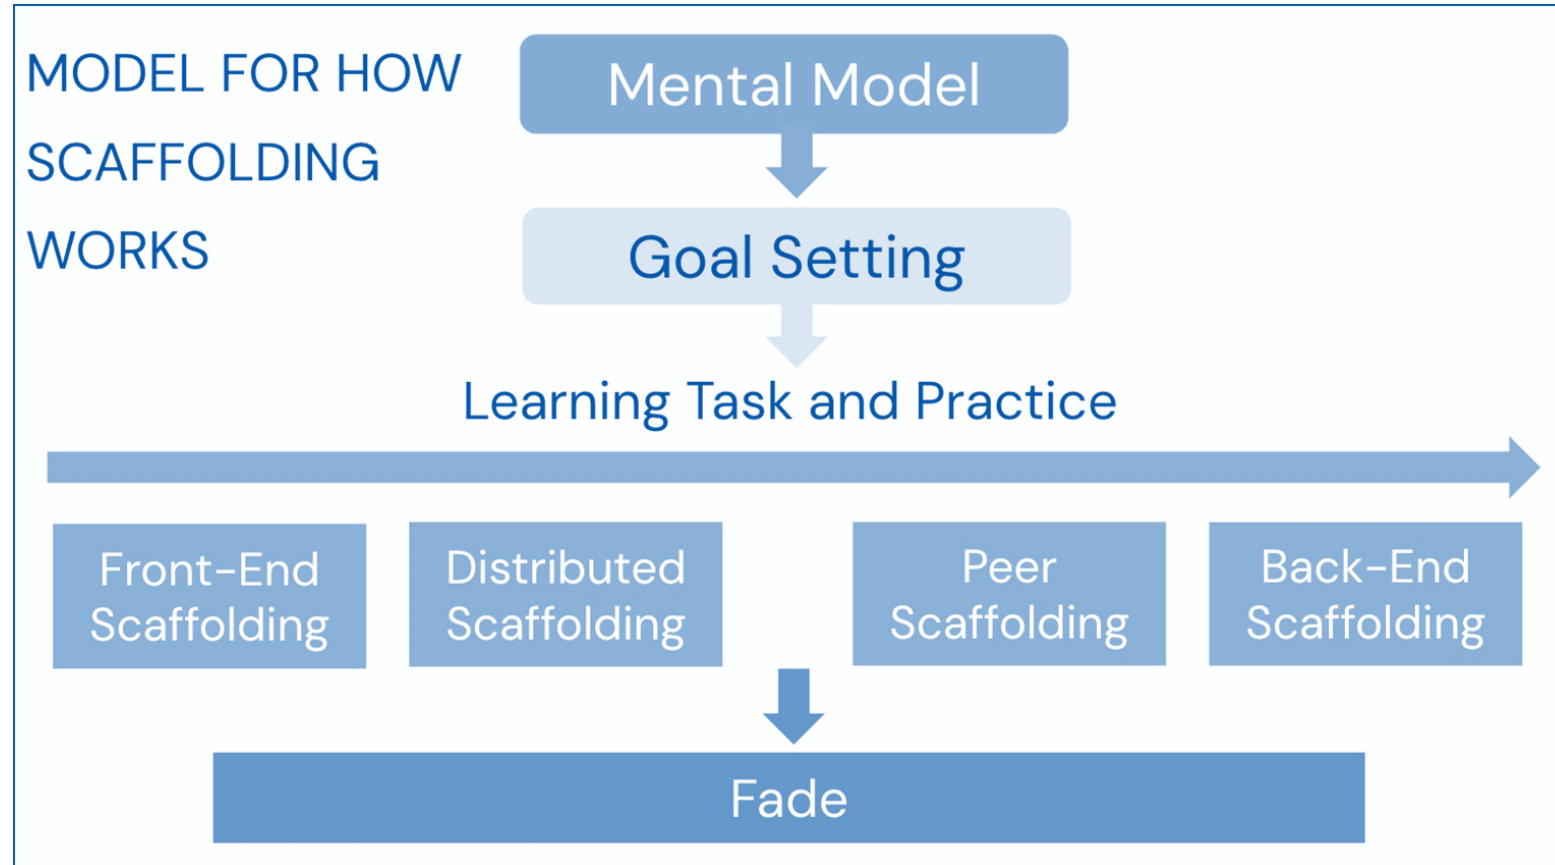 MODEL FOR HOW
SCAFFOLDING
WORKS
Mental Model
Goal Setting
Learning Task and Practice
Front-End
Scaffolding
Distributed
Scaffolding
Peer
Scaffolding
Back-End
Scaffolding
Fade